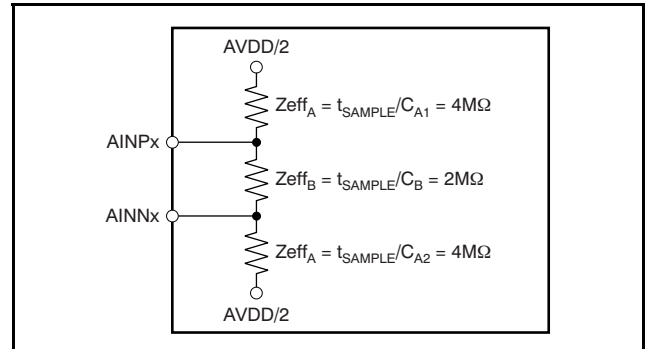 AVDD/2
Zeff_A = t_SAMPLE/C_A1 = 4MΩ
AINPx
Zeff_B = t_SAMPLE/C_B = 2MΩ
AINNx
Zeff_A = t_SAMPLE/C_A2 = 4MΩ
AVDD/2